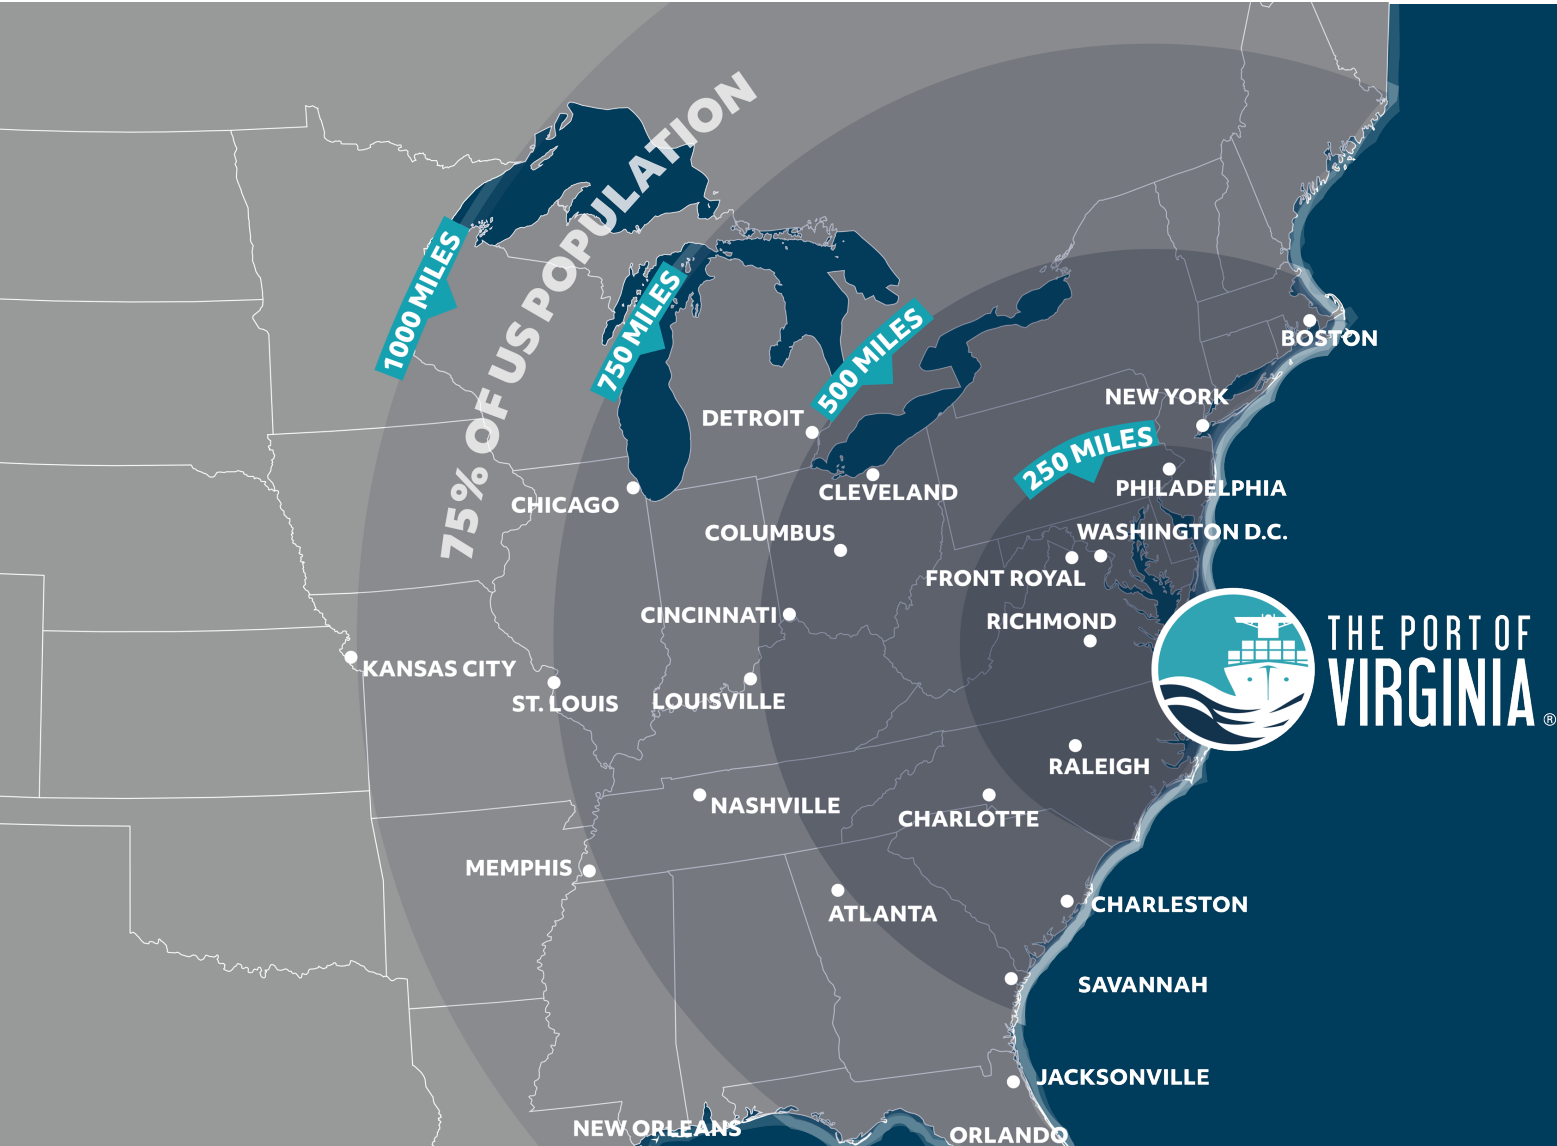 75% OF US POPULATION
1000 MILES
750 MILES
500 MILES
250 MILES
BOSTON
NEW YORK
DETROIT
PHILADELPHIA
CLEVELAND
CHICAGO
COLUMBUS
WASHINGTON D.C.
FRONT ROYAL
CINCINNATI
RICHMOND
THE PORT OF
VIRGINIA®
KANSAS CITY
ST. LOUIS
LOUISVILLE
RALEIGH
NASHVILLE
CHARLOTTE
MEMPHIS
ATLANTA
CHARLESTON
SAVANNAH
JACKSONVILLE
NEW ORLEANS
ORLANDO